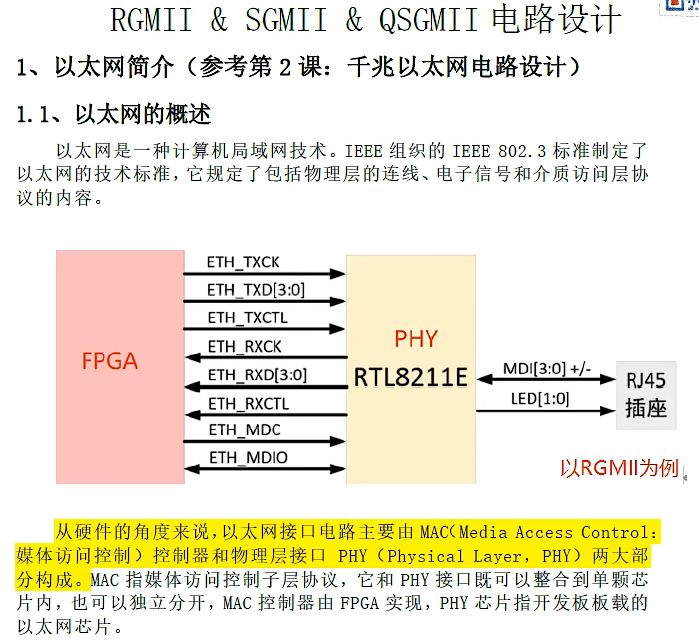 RGMII & SGMII & QSGMII 电路设计
1、以太网简介（参考第 2 课：千兆以太网电路设计）
1.1、以太网的概述
以太网是一种计算机局域网技术。IEEE 组织的 IEEE 802.3 标准制定了
以太网的技术标准，它规定了包括物理层的连线、电子信号和介质访问层协
议的内容。
FPGA
ETH_TXCK
ETH_TXD[3:0]
ETH_TXCTL
ETH_RXCK
ETH_RXD[3:0]
ETH_RXCTL
ETH_MDC
ETH_MDIO
PHY
RTL8211E
MDI[3:0] +/-
LED[1:0]
RJ45
插座
以RGMII为例
从硬件的角度来说，以太网接口电路主要由 MAC（Media Access Control：
媒体访问控制）控制器和物理层接口 PHY（Physical Layer，PHY）两大部
分构成。MAC 指媒体访问控制子层协议，它和 PHY 接口既可以整合到单颗芯
片内，也可以独立分开，MAC 控制器由 FPGA 实现，PHY 芯片指开发板板载的
以太网芯片。